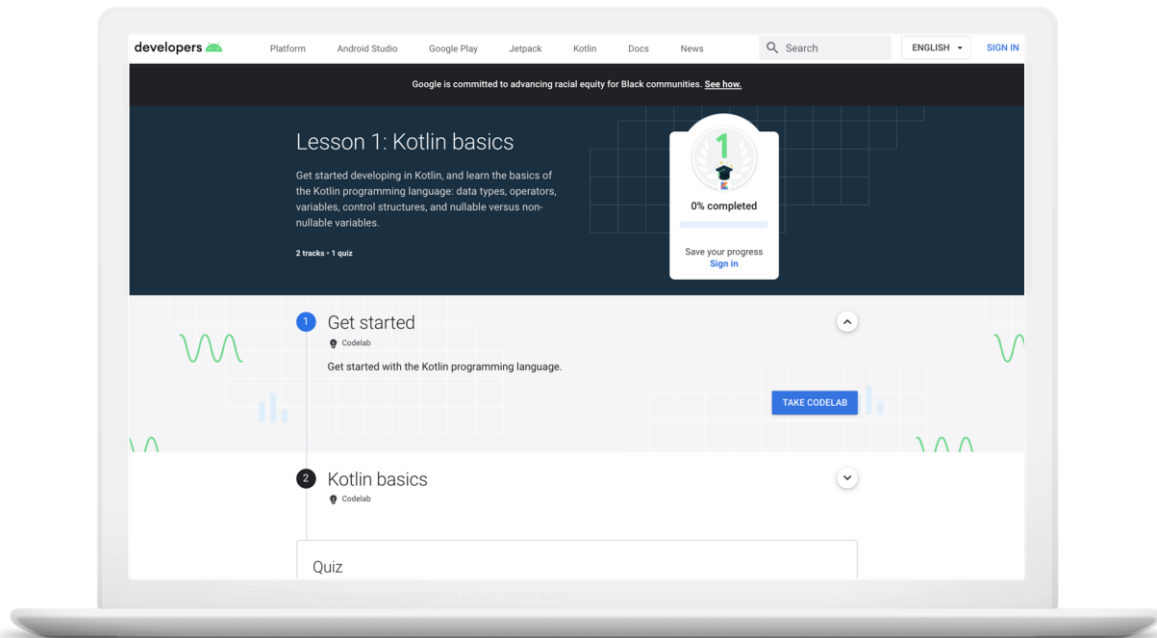 developers
Platform Android Studio Google Play Jetpack Kotlin Docs News Search ENGLISH SIGN IN
Google is committed to advancing racial equity for Black communities. See how.
Lesson 1: Kotlin basics
Get started developing in Kotlin, and learn the basics of
the Kotlin programming language: data types, operators,
variables, control structures, and nullable versus non-
nullable variables.
2 tracks • 1 quiz
1
0% completed
Save your progress
Sign in
1 Get started
Codelab
Get started with the Kotlin programming language.
TAKE CODELAB
2 Kotlin basics
Codelab
Quiz